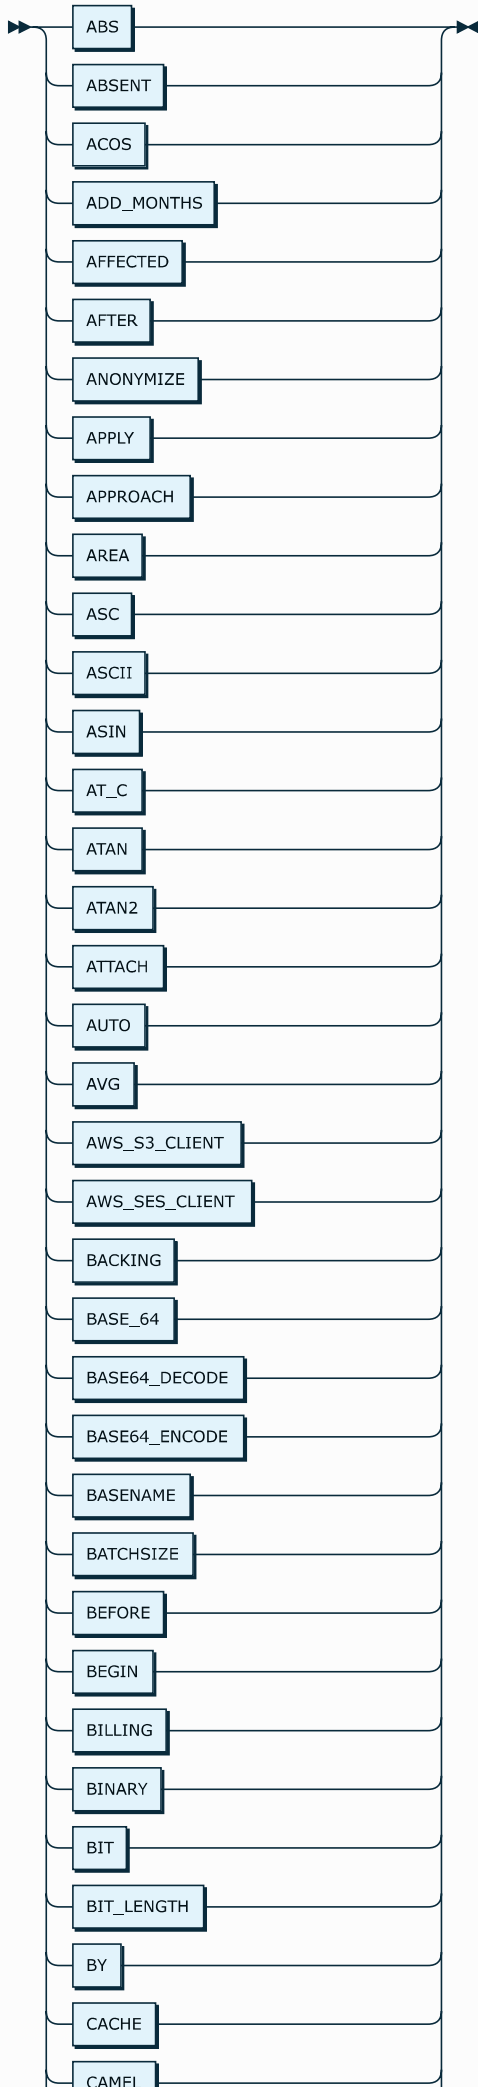 ABS
ABSENT
ACOS
ADD_MONTHS
AFFECTED
AFTER
ANONYMIZE
APPLY
APPROACH
AREA
ASC
ASCII
ASIN
AT_C
ATAN
ATAN2
ATTACH
AUTO
AVG
AWS_S3_CLIENT
AWS_SES_CLIENT
BACKING
BASE_64
BASE64_DECODE
BASE64_ENCODE
BASENAME
BATCHSIZE
BEFORE
BEGIN
BILLING
BINARY
BIT
BIT_LENGTH
BY
CACHE
CAMEL